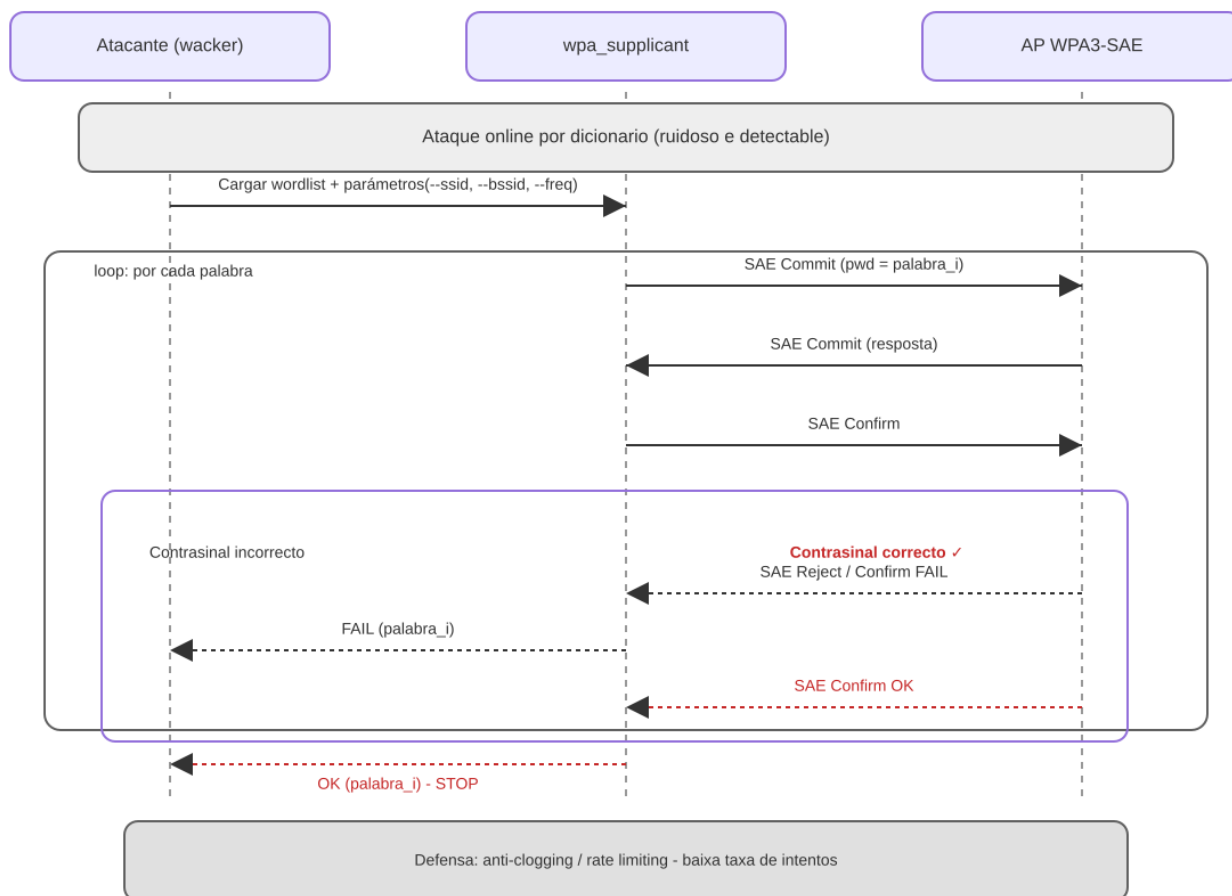 Atacante (wacker)
wpa_supplicant
AP WPA3-SAE
Ataque online por dicionario (ruidoso e detectable)
Cargar wordlist + parámetros(--ssid, --bssid, --freq)
loop: por cada palabra
SAE Commit (pwd = palabra_i)
SAE Commit (resposta)
SAE Confirm
Contrasinal incorrecto
Contrasinal correcto ✓
SAE Reject / Confirm FAIL
FAIL (palabra_i)
SAE Confirm OK
OK (palabra_i) - STOP
Defensa: anti-clogging / rate limiting - baixa taxa de intentos